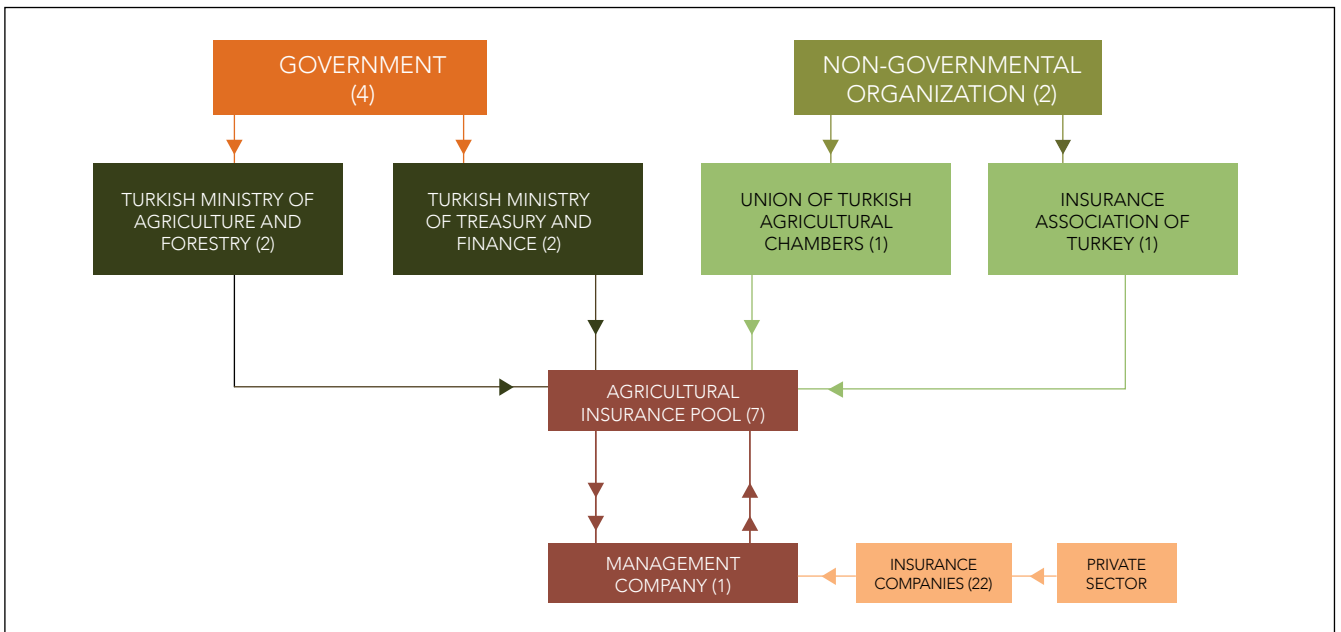 GOVERNMENT
(4)
NON-GOVERNMENTAL
ORGANIZATION (2)
TURKISH MINISTRY OF
AGRICULTURE AND
FORESTRY (2)
TURKISH MINISTRY
OF TREASURY AND
FINANCE (2)
UNION OF TURKISH
AGRICULTURAL
CHAMBERS (1)
INSURANCE
ASSOCIATION OF
TURKEY (1)
AGRICULTURAL
INSURANCE POOL (7)
MANAGEMENT
COMPANY (1)
INSURANCE
COMPANIES (22)
PRIVATE
SECTOR